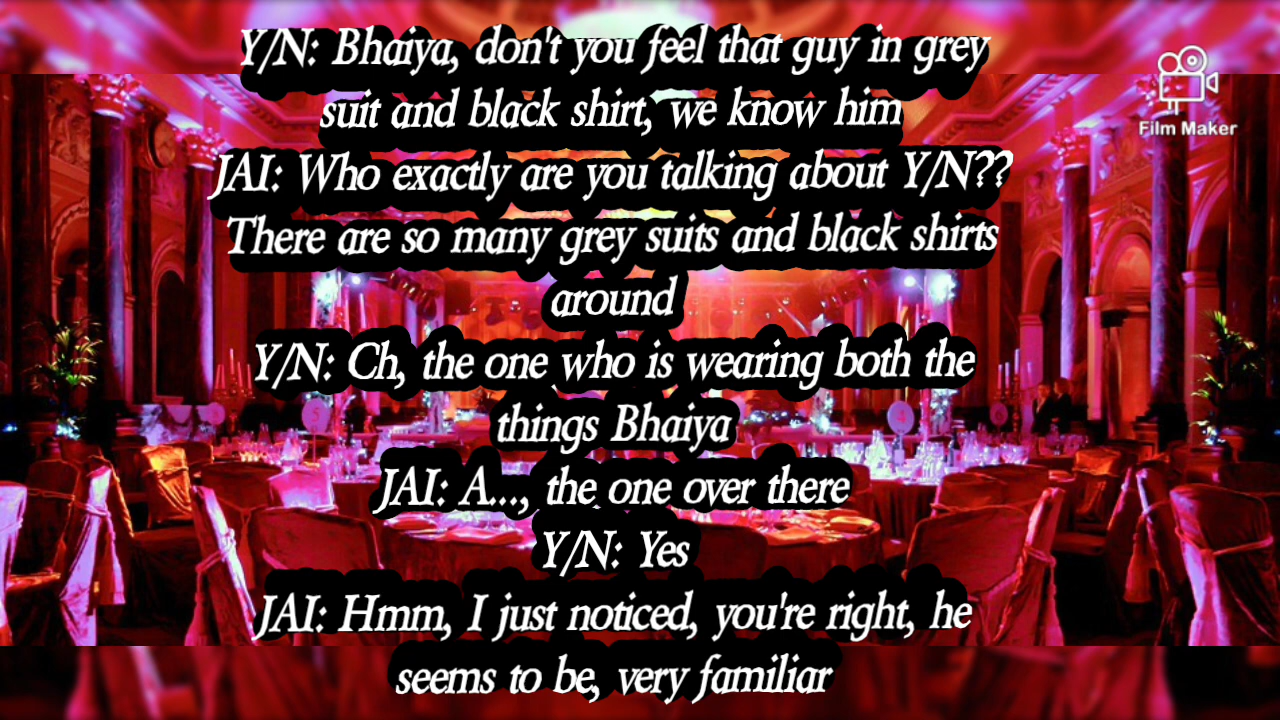 Y/N: Bhaiya, don't you feel that guy in grey
suit and black shirt, we know him
JAI: Who exactly are you talking about Y/N??
There are so many grey suits and black shirts
around
Y/N: Ch, the one who is wearing both the
things Bhaiya
JAI: A..., the one over there
Y/N: Yes
JAI: Hmm, I just noticed, you're right, he
seems to be, very familiar
Film Maker